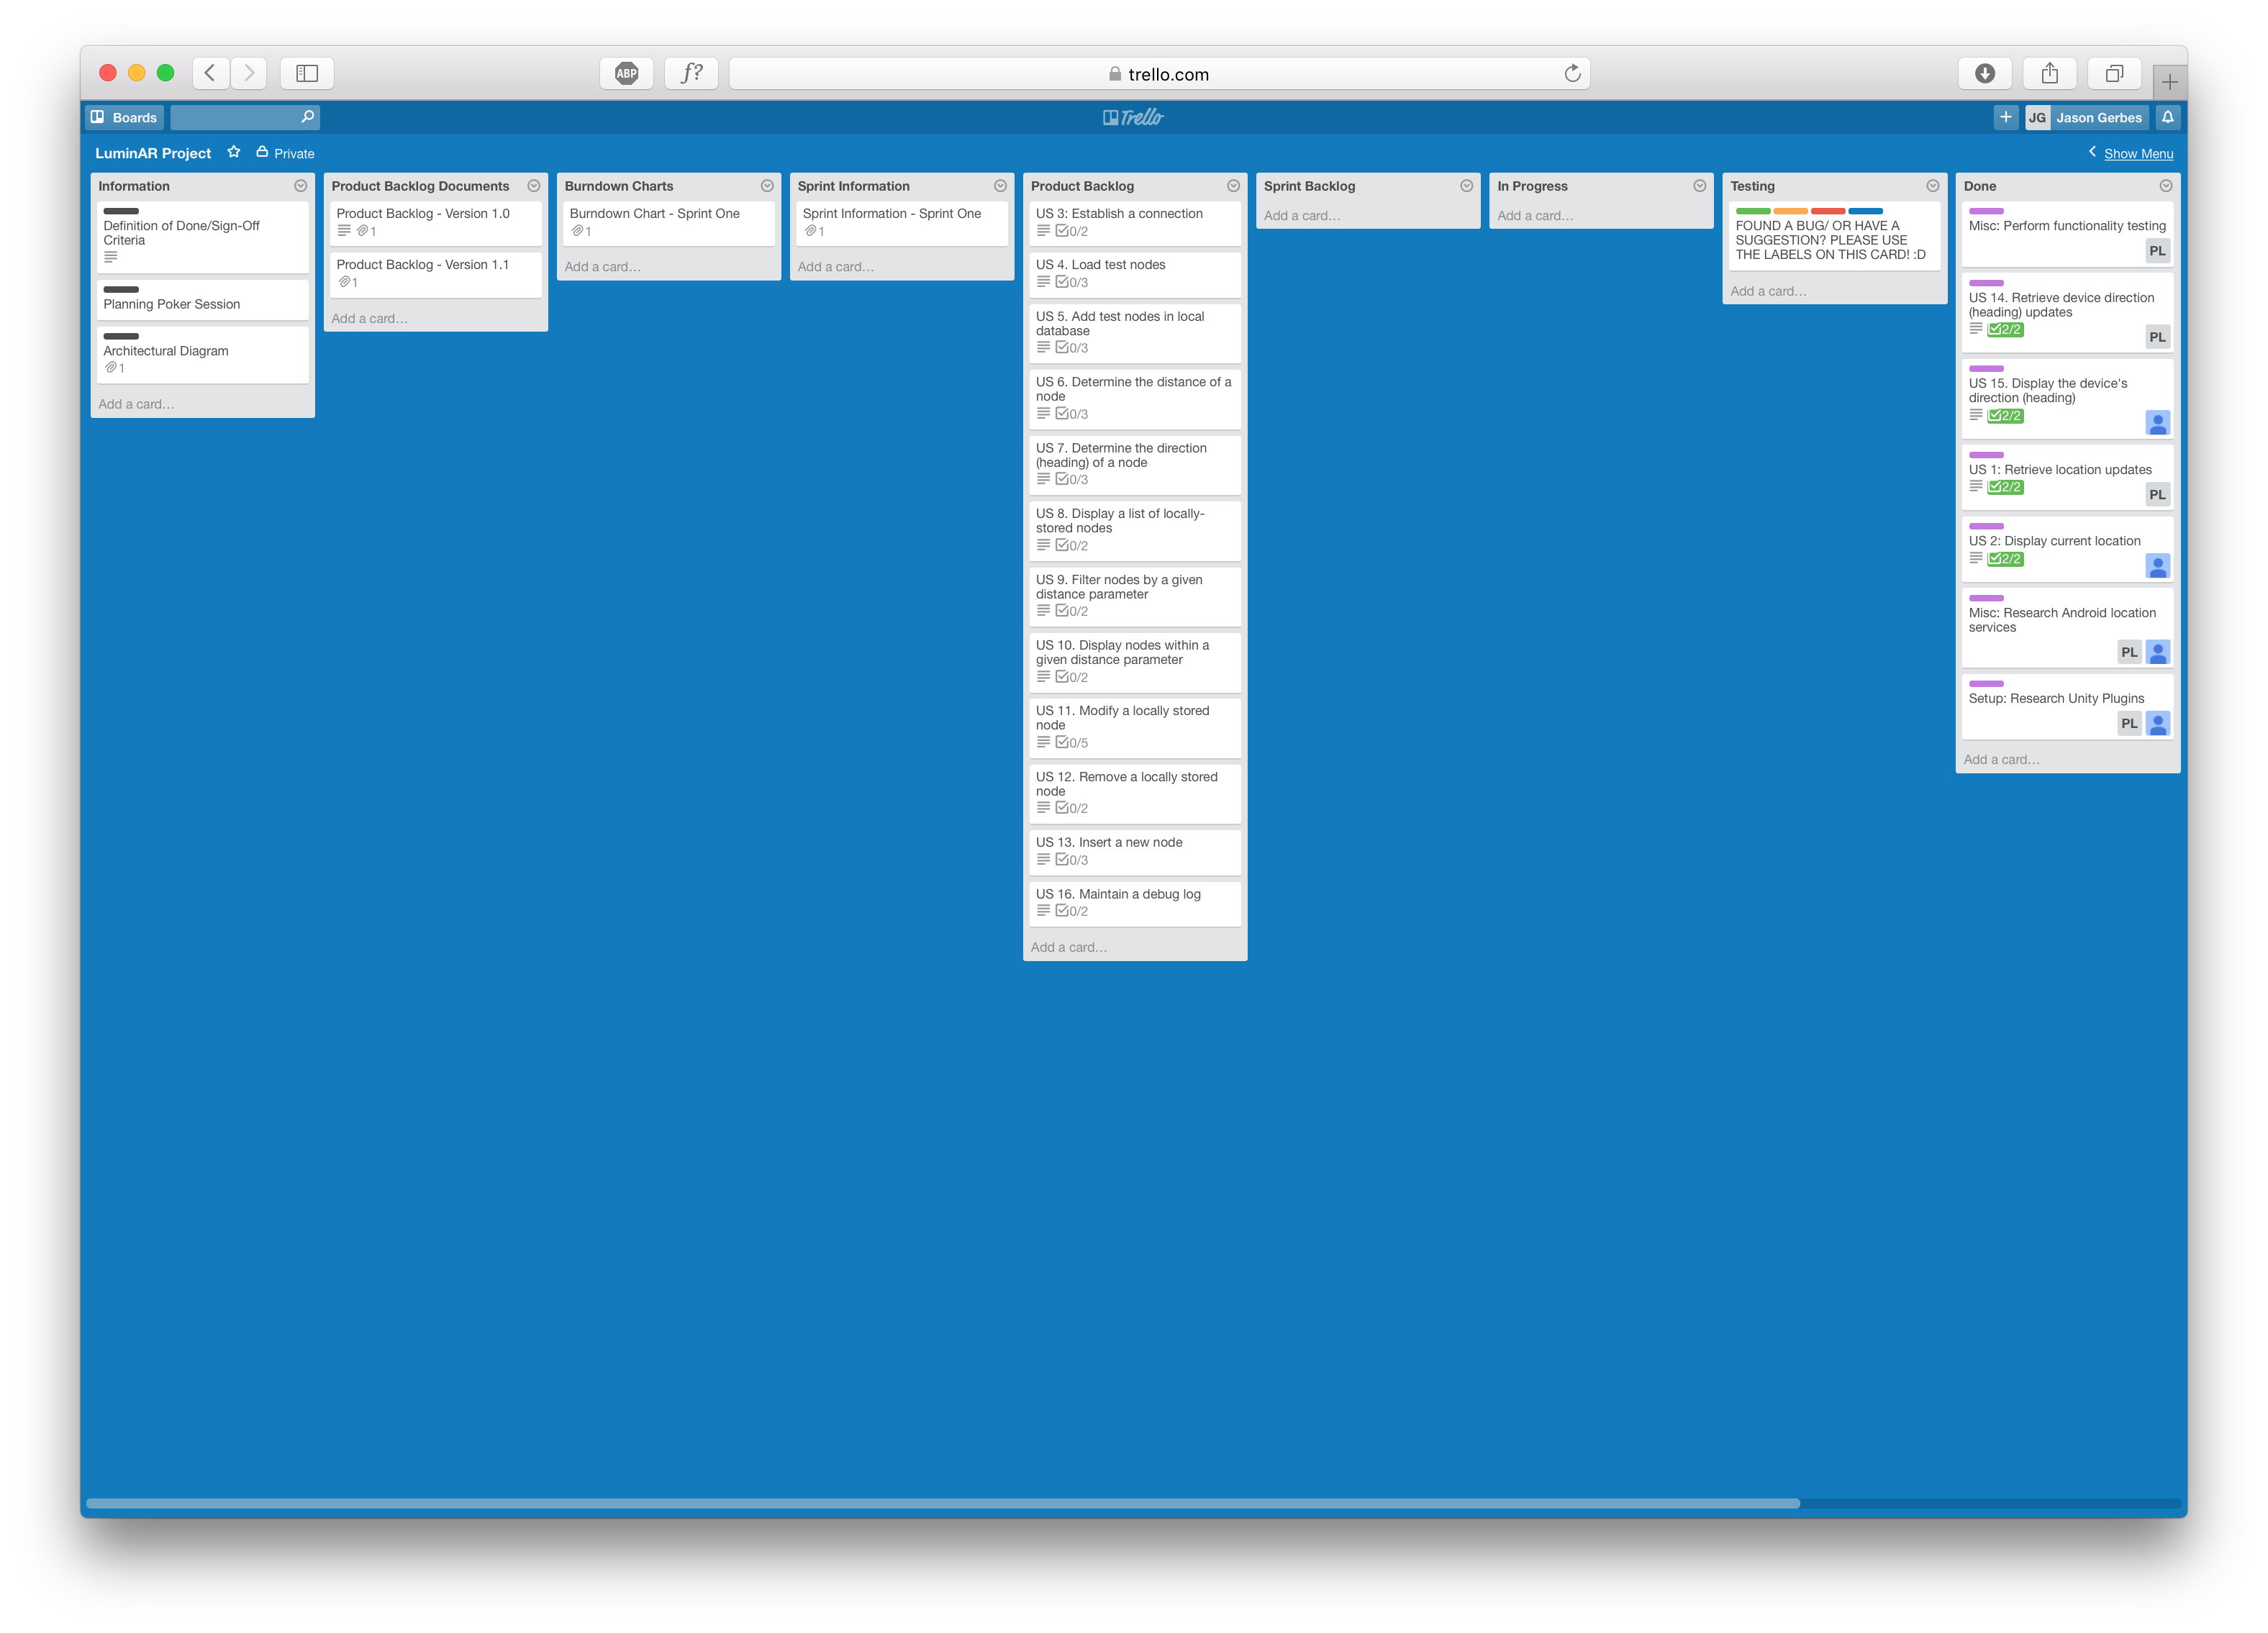 ABP
f?
trello.com
Boards
Trello
JG Jason Gerbes
LuminAR Project
Private
Show Menu
Information
Definition of Done/Sign-Off
Criteria
Planning Poker Session
Architectural Diagram
1
Add a card…
Product Backlog Documents
Product Backlog - Version 1.0
1
Product Backlog - Version 1.1
1
Add a card…
Burndown Charts
Burndown Chart - Sprint One
1
Add a card…
Sprint Information
Sprint Information - Sprint One
1
Add a card…
Product Backlog
US 3: Establish a connection
0/2
US 4. Load test nodes
0/3
US 5. Add test nodes in local
database
0/3
US 6. Determine the distance of a
node
0/3
US 7. Determine the direction
(heading) of a node
0/3
US 8. Display a list of locally-
stored nodes
0/2
US 9. Filter nodes by a given
distance parameter
0/2
US 10. Display nodes within a
given distance parameter
0/2
US 11. Modify a locally stored
node
0/5
US 12. Remove a locally stored
node
0/2
US 13. Insert a new node
0/3
US 16. Maintain a debug log
0/2
Add a card…
Sprint Backlog
Add a card…
In Progress
Add a card…
Testing
FOUND A BUG/ OR HAVE A
SUGGESTION? PLEASE USE
THE LABELS ON THIS CARD! :D
Add a card…
Done
Misc: Perform functionality testing
PL
US 14. Retrieve device direction
(heading) updates
2/2
PL
US 15. Display the device's
direction (heading)
2/2
US 1: Retrieve location updates
2/2
PL
US 2: Display current location
2/2
Misc: Research Android location
services
PL
Setup: Research Unity Plugins
PL
Add a card…